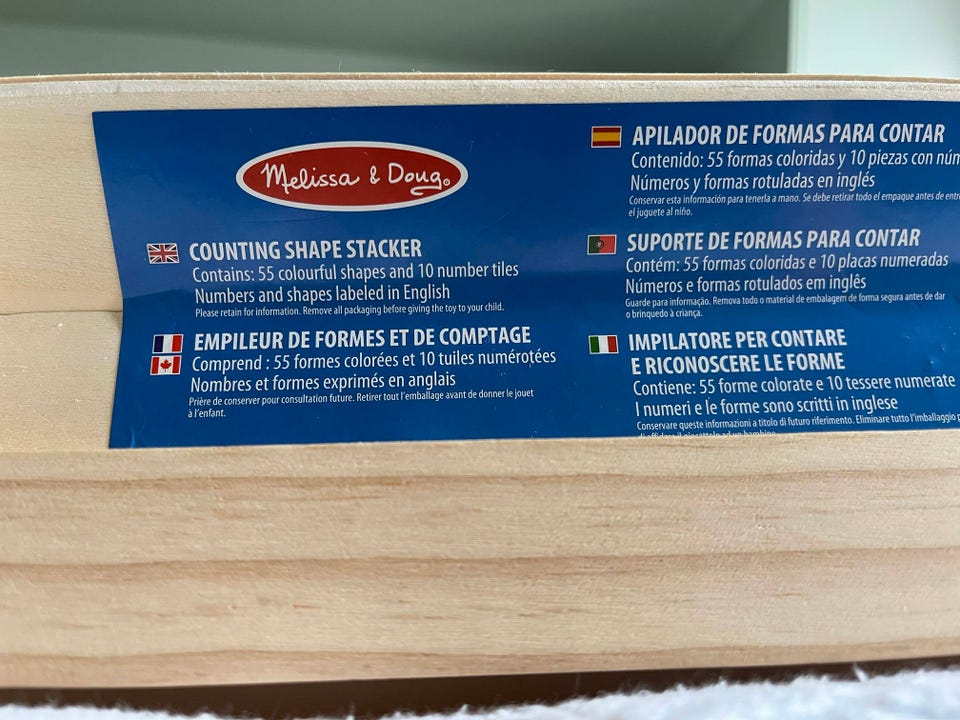 Melissa & Doug®
COUNTING SHAPE STACKER
Contains: 55 colourful shapes and 10 number tiles
Numbers and shapes labeled in English
Please retain for information. Remove all packaging before giving the toy to your child.
EMPILEUR DE FORMES ET DE COMPTAGE
Comprend : 55 formes colorées et 10 tuiles numérotées
Nombres et formes exprimés en anglais
Prière de conserver pour consultation future. Retirer tout l'emballage avant de donner le jouet
à l'enfant.
APILADOR DE FORMAS PARA CONTAR
Contenido: 55 formas coloridas y 10 piezas con
Números y formas rotuladas en inglés
Conservar esta información para tenerla a mano. Se debe retirar todo el empaque antes de
el juguete al niño.
SUPORTE DE FORMAS PARA CONTAR
Contém: 55 formas coloridas e 10 placas numeradas
Números e formas rotulados em inglês
Guarde para informação. Remova todo o material de embalagem de forma segura antes de dar
o brinquedo à criança.
IMPILATORE PER CONTARE
E RICONOSCERE LE FORME
Contiene: 55 forme colorate e 10 tessere numerate
I numeri e le forme sono scritti in inglese
Conservare queste informazioni a titolo di futuro riferimento. Eliminare tutto l'imballaggio